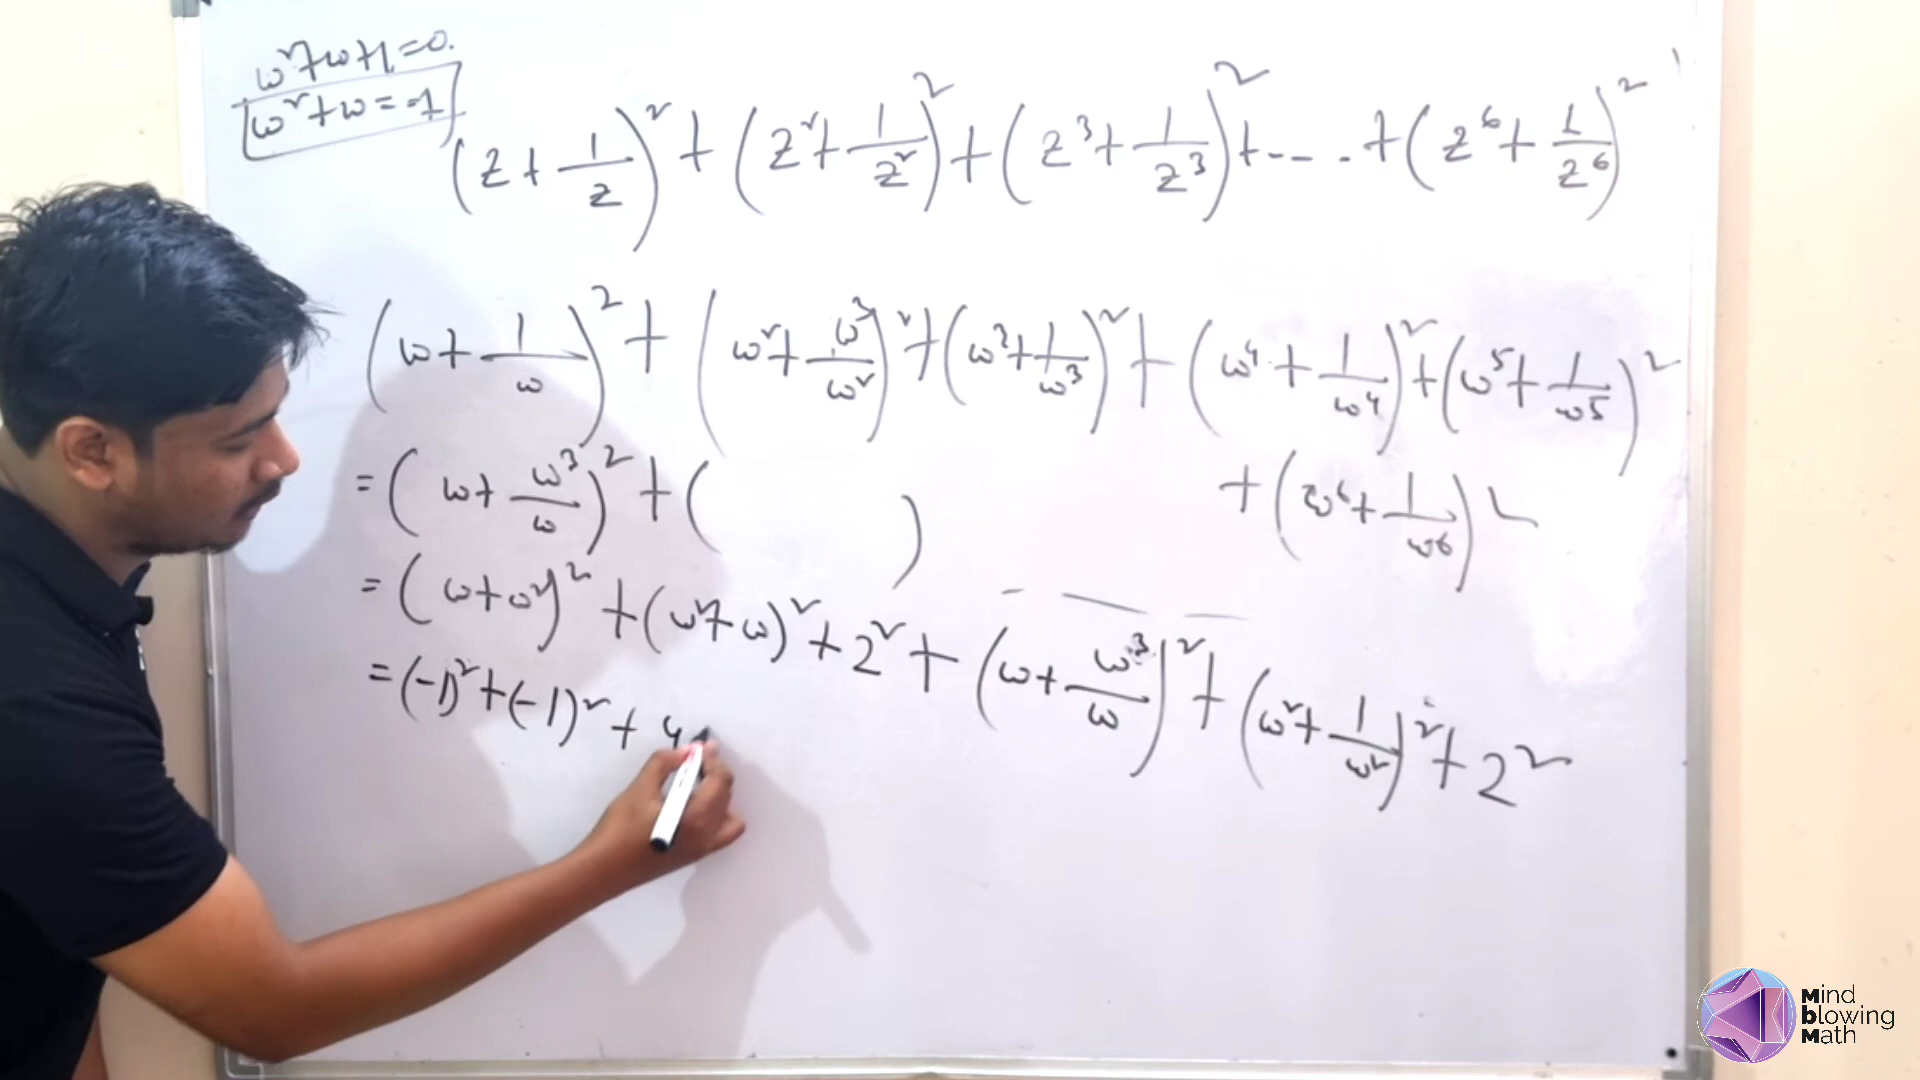 ω²+ω+1=0.
ω²+ω=-1
(z+1/z)²+(z²+1/z²)²+(z³+1/z³)²+--- .+(z⁶+1/z⁶)²
(ω+1/ω)²+(ω²+ω³/ω²)²+(ω³+1/ω³)²+(ω⁴+1/ω⁴)²+(ω⁵+1/ω⁵)²
+(ω⁶+1/ω⁶)²
=(ω+ω³/ω)²+( )
=(ω+ω²)²+(ω²+ω)²+2²+(ω+ω³/ω)²+(ω²+1/ω²)²+2²
=(-1)²+(-1)²+4
Mind
blowing
Math